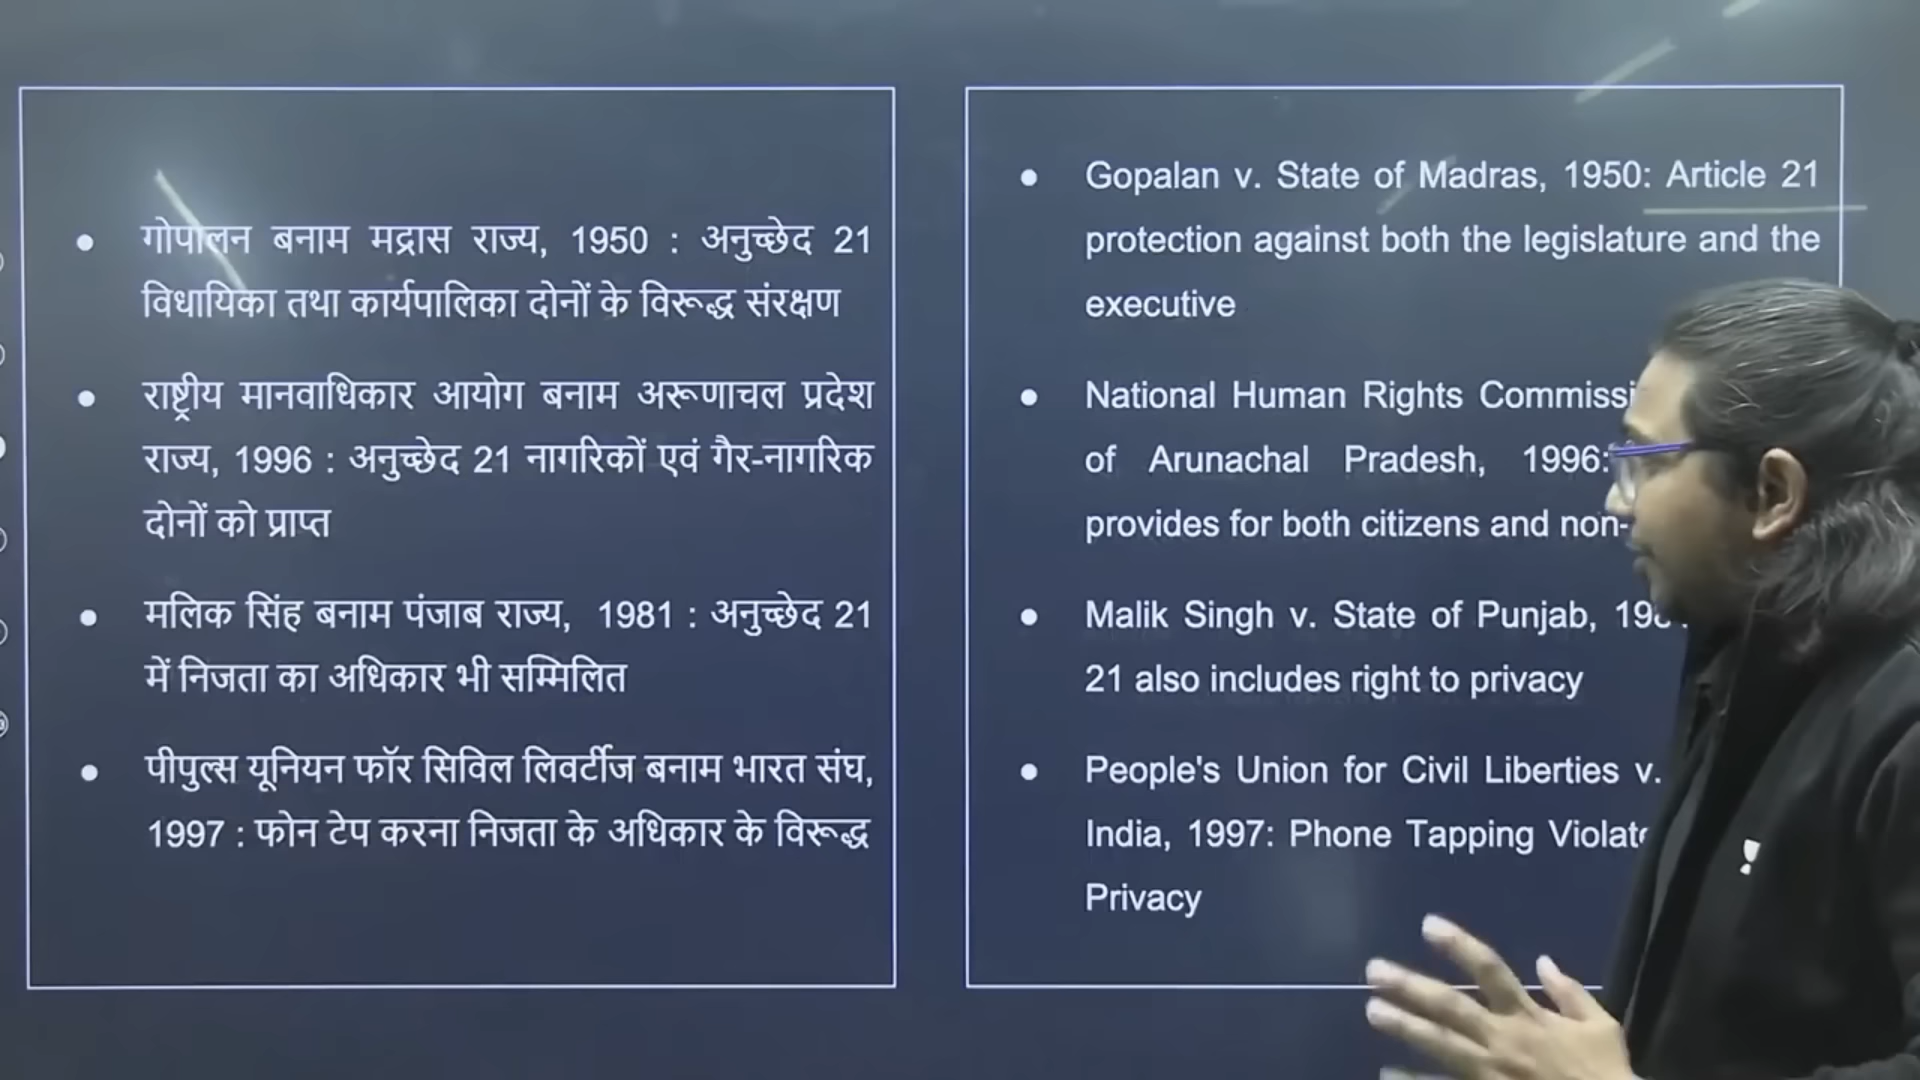 गोपालन बनाम मद्रास राज्य, 1950 : अनुच्छेद 21
विधायिका तथा कार्यपालिका दोनों के विरूद्ध संरक्षण
राष्ट्रीय मानवाधिकार आयोग बनाम अरूणाचल प्रदेश
राज्य, 1996 : अनुच्छेद 21 नागरिकों एवं गैर-नागरिक
दोनों को प्राप्त
मलिक सिंह बनाम पंजाब राज्य, 1981 : अनुच्छेद 21
में निजता का अधिकार भी सम्मिलित
पीपुल्स यूनियन फॉर सिविल लिवर्टीज बनाम भारत संघ,
1997 : फोन टेप करना निजता के अधिकार के विरूद्ध
Gopalan v. State of Madras, 1950: Article 21
protection against both the legislature and the
executive
National Human Rights
of Arunachal Pradesh, 1996:
provides for both citizens and non-
Malik Singh v. State of Punjab,
21 also includes right to privacy
People's Union for Civil Liberties v.
India, 1997: Phone Tapping
Privacy